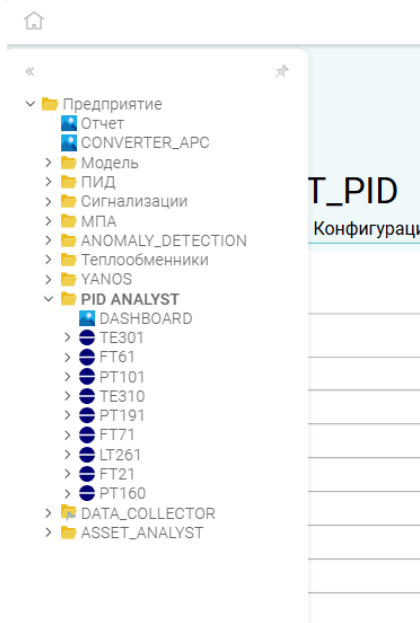 Предприятие
Отчет
CONVERTER_APC
Модель
ПИД
Сигнализации
МПА
ANOMALY_DETECTION
Теплообменники
YANOS
PID ANALYST
DASHBOARD
TE301
FT61
PT101
TE310
PT191
FT71
LT261
FT21
PT160
DATA_COLLECTOR
ASSET_ANALYST
T_PID
Конфигураци